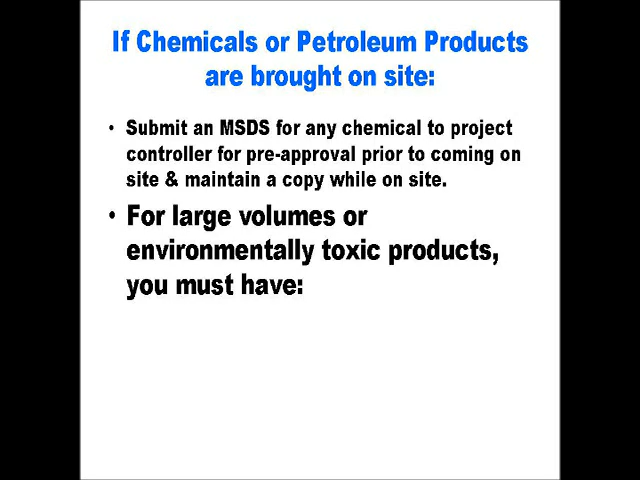 If Chemicals or Petroleum Products
are brought on site:
• Submit an MSDS for any chemical to project
controller for pre-approval prior to coming on
site & maintain a copy while on site.
• For large volumes or
environmentally toxic products,
you must have: